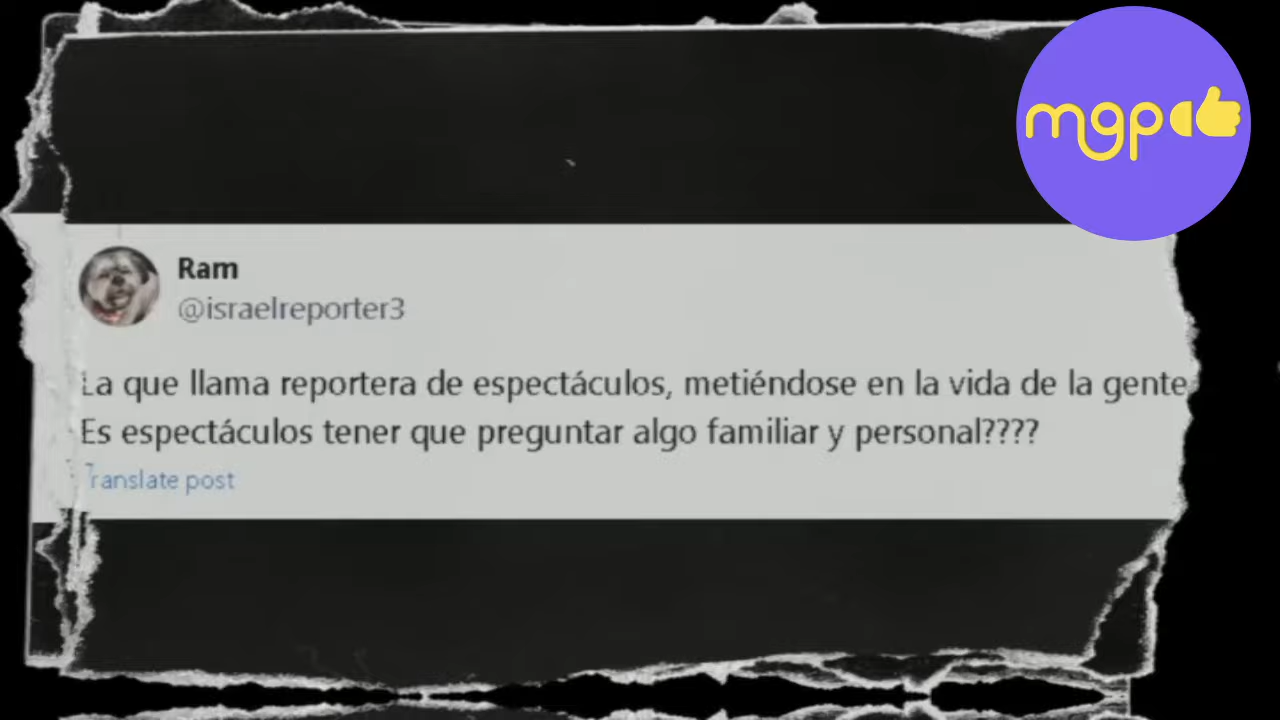 mgp
Ram
@israelreporter3
La que llama reportera de espectáculos, metiéndose en la vida de la gente
Es espectáculos tener que preguntar algo familiar y personal????
Translate post